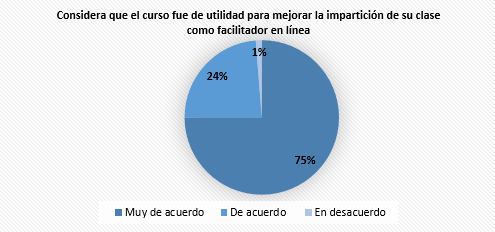 Considera que el curso fue de utilidad para mejorar la impartición de su clase
como facilitador en línea
1%
24%
75%
Muy de acuerdo De acuerdo En desacuerdo